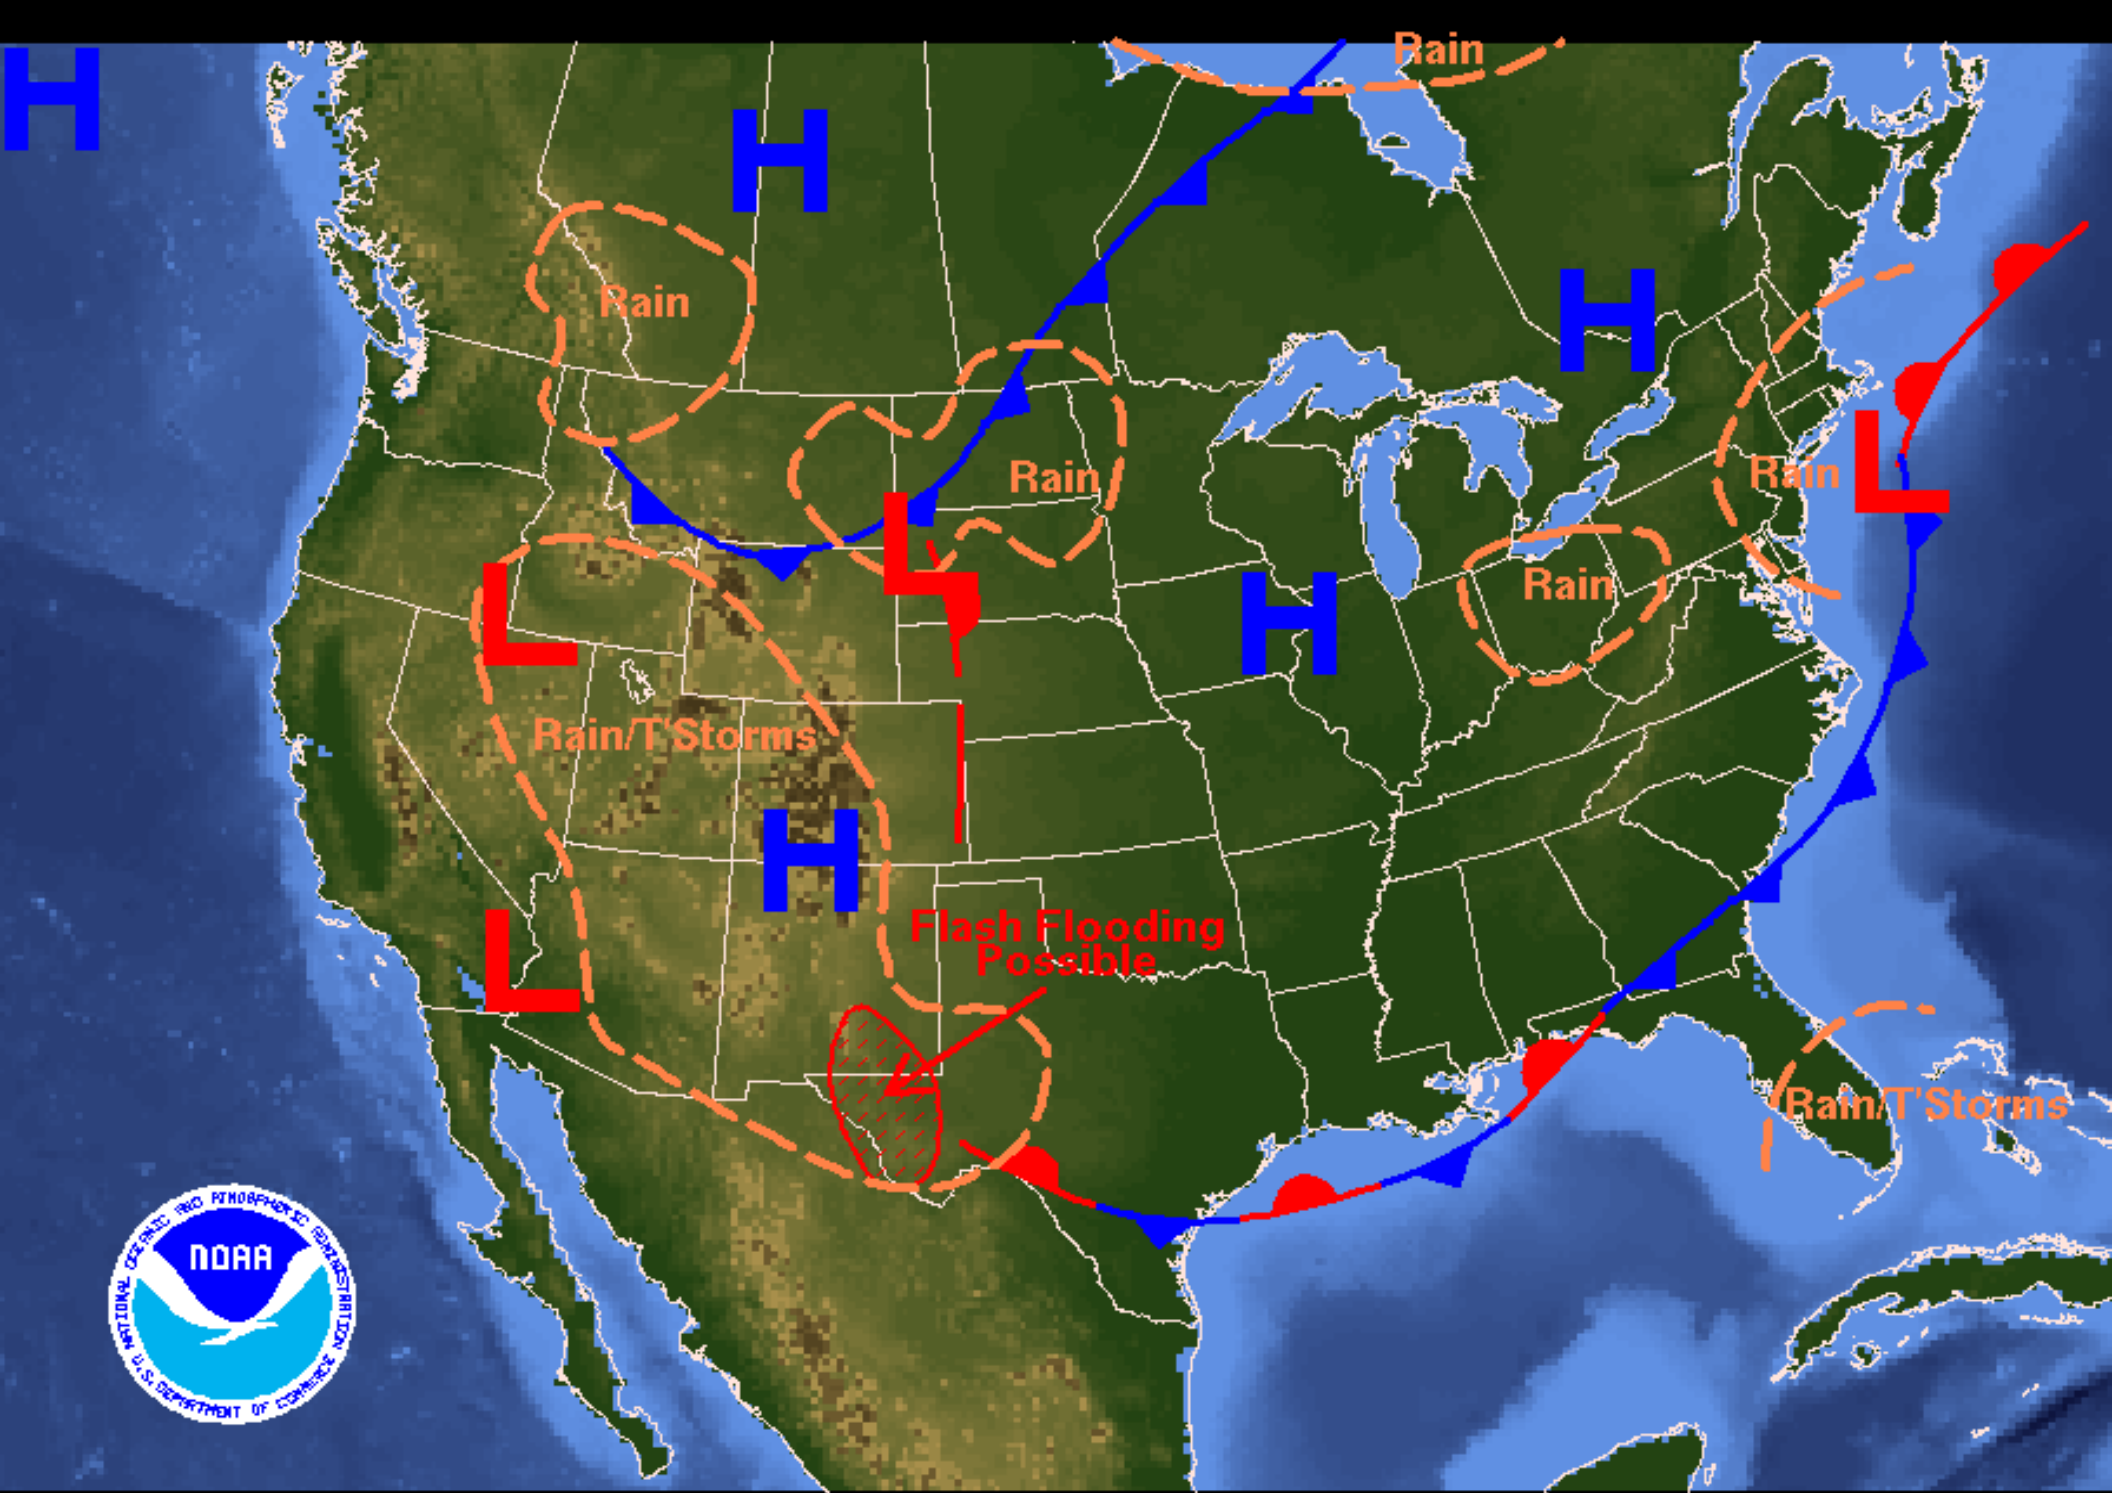 Rain
H
H
Rain
H
Rain
Rain
L
Rain
L
H
Rain
L
Rain/T'Storms
H
Flash Flooding
Possible
L
Rain/T'Storms
NATIONAL OCEANIC AND ATMOSPHERIC ADMINISTRATION
NOAA
U.S. DEPARTMENT OF COMMERCE